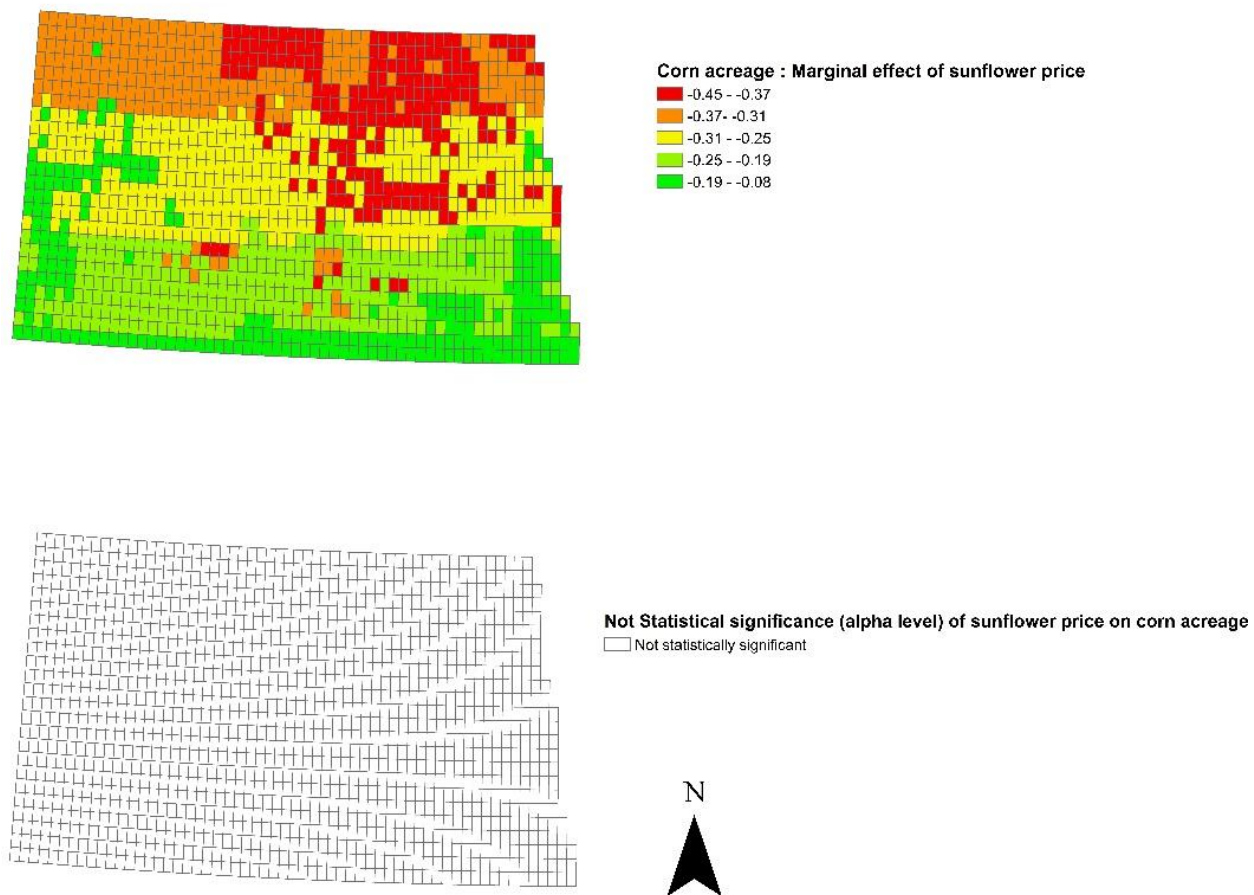 Corn acreage : Marginal effect of sunflower price
-0.45 - -0.37
-0.37- -0.31
-0.31 - -0.25
-0.25 - -0.19
-0.19 - -0.08
Not Statistical significance (alpha level) of sunflower price on corn acreage
Not statistically significant
N